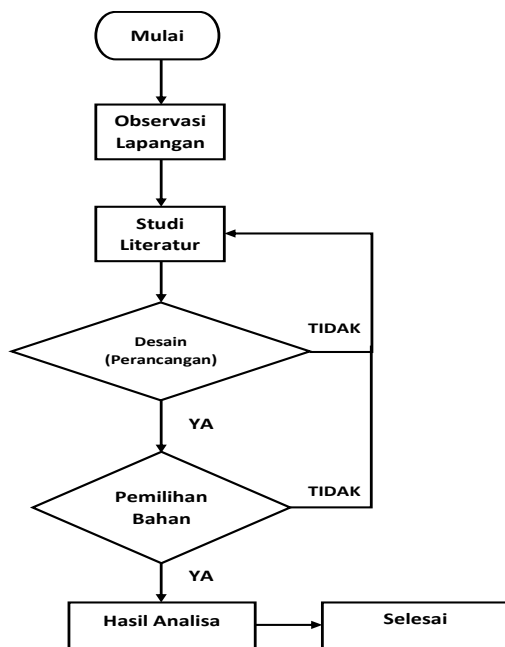 Mulai
Observasi
Lapangan
Studi
Literatur
Desain
(Perancangan)
TIDAK
YA
Pemilihan
Bahan
TIDAK
YA
Hasil Analisa
Selesai